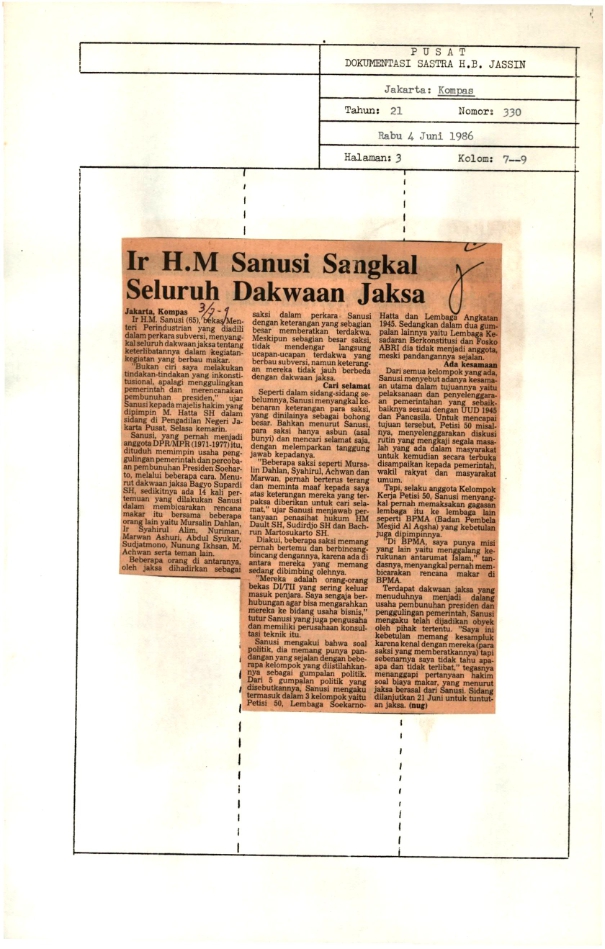 P U S A T
DOKUMENTASI SASTRA H.B. JASSIN
Jakarta: Kompas
Tahun: 21 Nomor: 330
Rabu 4 Juni 1986
Halaman: 3 Kolom: 7--9
Ir H.M Sanusi Sangkal
Seluruh Dakwaan Jaksa
Jakarta, Kompas
Ir H.M. Sanusi (65), bekas Men-
teri Perindustrian yang diadili
dalam perkara subversi, menyang-
kal seluruh dakwaan jaksa tentang
keterlibatannya dalam kegiatan-
kegiatan yang berbau makar.
"Bukan ciri saya melakukan
tindakan-tindakan yang inkonsti-
tusional, apalagi menggulingkan
pemerintah dan merencanakan
pembunuhan presiden," ujar
Sanusi kepada majelis hakim yang
dipimpin M. Hatta SH dalam
sidang di Pengadilan Negeri Ja-
karta Pusat, Selasa kemarin.
Sanusi, yang pernah menjadi
anggota DPR/MPR (1971-1977) itu,
dituduh memimpin usaha peng-
gulingan pemerintah dan percoba-
an pembunuhan Presiden Soehar-
to, melalui beberapa cara. Menu-
rut dakwaan jaksa Bagyo Supardi
SH, sedikitnya ada 14 kali per-
temuan yang dilakukan Sanusi
dalam membicarakan rencana
makar itu bersama beberapa
orang lain yaitu Mursalin Dahlan,
Ir Syahirul Alim, Nuriman,
Marwan Ashuri, Abdul Syukur,
Sudjatmono, Nunung Ikhsan, M.
Achwan serta teman lain.
Beberapa orang di antaranya,
oleh jaksa dihadirkan sebagai
saksi dalam perkara Sanusi
dengan keterangan yang sebagian
besar memberatkan terdakwa.
Meskipun sebagian besar saksi,
tidak mendengar langsung
ucapan-ucapan terdakwa yang
berbau subversi, namun keterang-
an mereka tidak jauh berbeda
dengan dakwaan jaksa.
Cari selamat
Seperti dalam sidang-sidang se-
belumnya, Sanusi menyangkal ke-
benaran keterangan para saksi,
yang dinilainya sebagai bohong
besar. Bahkan menurut Sanusi,
para saksi hanya asbun (asal
bunyi) dan mencari selamat saja,
dengan melemparkan tanggung
jawab kepadanya.
"Beberapa saksi seperti Mursa-
lin Dahlan, Syahirul, Achwan dan
Marwan, pernah berterus terang
dan meminta maaf kepada saya
atas keterangan mereka yang ter-
paksa diberikan untuk cari sela-
mat," ujar Sanusi menjawab per-
tanyaan penasihat hukum HM
Dault SH, Sudirdjo SH dan Bach-
run Martosukarto SH.
Diakui, beberapa saksi memang
pernah bertemu dan berbincang-
bincang dengannya, karena ada di
antara mereka yang memang
sedang dibimbing olehnya.
"Mereka adalah orang-orang
bekas DI/TII yang sering keluar
masuk penjara. Saya sengaja ber-
hubungan agar bisa mengarahkan
mereka ke bidang usaha bisnis,"
tutur Sanusi yang juga pengusaha
dan memiliki perusahaan konsul-
tasi teknik itu.
Sanusi mengakui bahwa soal
politik, dia memang punya pan-
dangan yang sejalan dengan bebe-
rapa kelompok yang diistilahkan-
nya sebagai gumpalan politik.
Dari 5 gumpalan politik yang
disebutkannya, Sanusi mengaku
termasuk dalam 3 kelompok yaitu
Petisi 50, Lembaga Soekarno-
Hatta dan Lembaga Angkatan
1945. Sedangkan dalam dua gum-
palan lainnya yaitu Lembaga Ke-
sadaran Berkonstitusi dan Fosko
ABRI dia tidak menjadi anggota,
meski pandangannya sejalan.
Ada kesamaan
Dari semua kelompok yang ada,
Sanusi menyebut adanya kesama-
an utama dalam tujuannya yaitu
pelaksanaan dan penyelenggara-
an pemerintahan yang sebaik-
baiknya sesuai dengan UUD 1945
dan Pancasila. Untuk mencapai
tujuan tersebut, Petisi 50 misal-
nya, menyelenggarakan diskusi
rutin yang mengkaji segala masa-
lah yang ada dalam masyarakat
untuk kemudian secara terbuka
disampaikan kepada pemerintah,
wakil rakyat dan masyarakat
umum.
Tapi, selaku anggota Kelompok
Kerja Petisi 50, Sanusi menyang-
kal pernah memaksakan gagasan
lembaga itu ke lembaga lain
seperti BPMA (Badan Pembela
Mesjid Al Aqsha) yang kebetulan
juga dipimpinnya.
"Di BPMA, saya punya misi
yang lain yaitu menggalang ke-
rukunan antarumat Islam," tan-
dasnya, menyangkal pernah mem-
bicarakan rencana makar di
BPMA.
Terdapat dakwaan jaksa yang
menuduhnya menjadi dalang
usaha pembunuhan presiden dan
penggulingan pemerintah, Sanusi
mengaku telah dijadikan obyek
oleh pihak tertentu. "Saya ini
kebetulan memang kesampluk
karena kenal dengan mereka (para
saksi yang memberatkannya) tapi
sebenarnya saya tidak tahu apa-
apa dan tidak terlibat," tegasnya
menanggapi pertanyaan hakim
soal biaya makar, yang menurut
jaksa berasal dari Sanusi. Sidang
dilanjutkan 21 Juni untuk tuntut-
an jaksa. (nug)